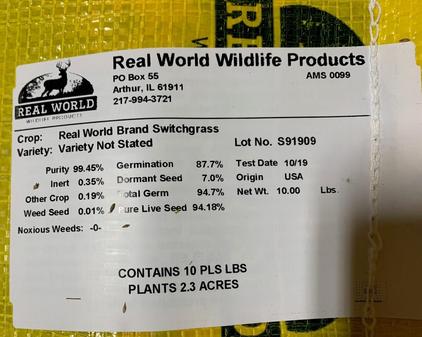 Real World Wildlife Products
PO Box 55
AMS 0099
Arthur, IL 61911
217-994-3721
REAL WORLD
WILDLIFE PRODUCTS
Crop: Real World Brand Switchgrass
Variety: Variety Not Stated
Lot No. S91909
Purity 99.45% Germination 87.7% Test Date 10/19
Inert 0.35% Dormant Seed 7.0% Origin USA
Other Crop 0.19% Total Germ 94.7% Net Wt. 10.00 Lbs.
Weed Seed 0.01% Pure Live Seed 94.18%
Noxious Weeds: -0-
CONTAINS 10 PLS LBS
PLANTS 2.3 ACRES